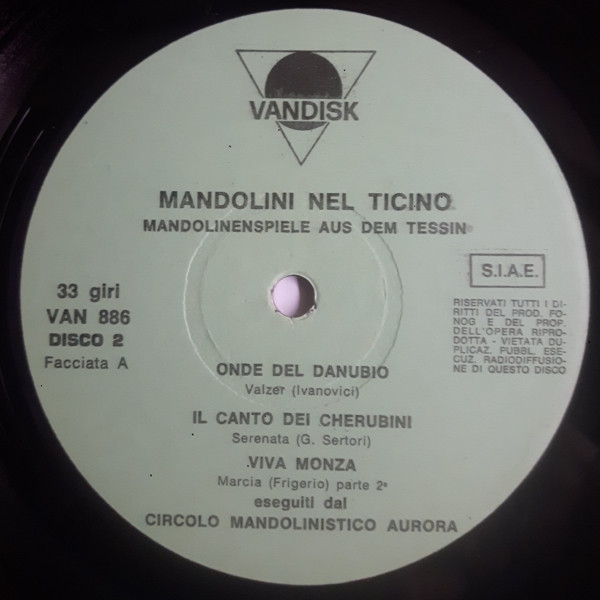 VANDISK
MANDOLINI NEL TICINO
MANDOLINENSPIELE AUS DEM TESSIN
33 giri
VAN 886
DISCO 2
Facciata A
S.I.A.E.
RISERVATI TUTTI I DI-
RITTI DEL PROD. FO-
NOG E DEL PROP.
DELL'OPERA RIPRO-
DOTTA - VIETATA DU-
PLICAZ. PUBBL. ESE-
CUZ. RADIODIFFUSIO-
NE DI QUESTO DISCO
ONDE DEL DANUBIO
Valzer (Ivanovici)
IL CANTO DEI CHERUBINI
Serenata (G. Sertori)
VIVA MONZA
Marcia (Frigerio) parte 2ª
eseguiti dal
CIRCOLO MANDOLINISTICO AURORA